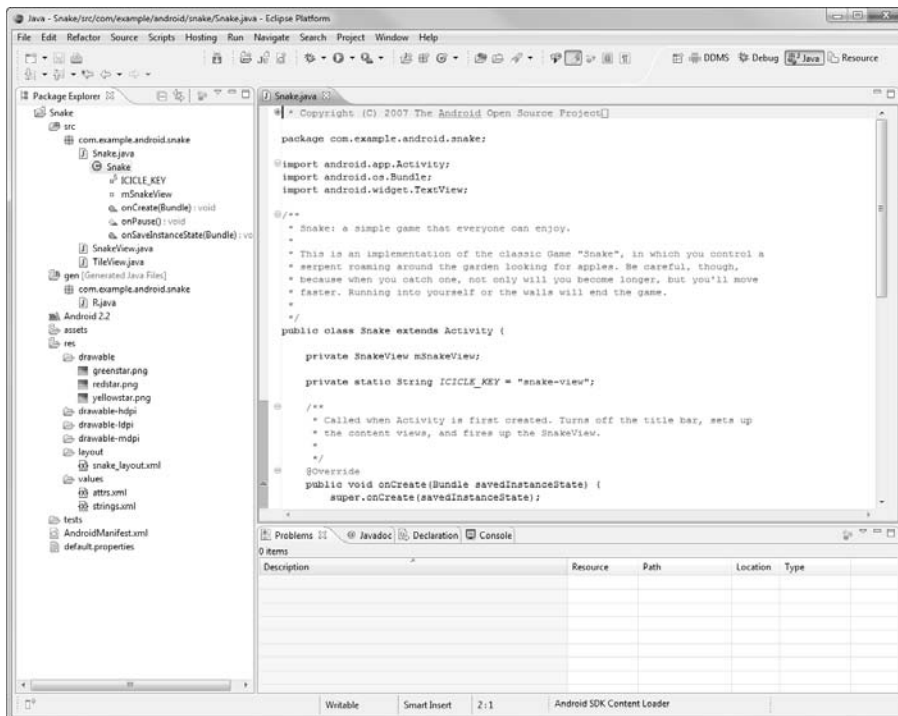 Java - Snake/src/com/example/android/snake/Snake.java - Eclipse Platform
File Edit Refactor Source Scripts Hosting Run Navigate Search Project Window Help
DDMS Debug Java Resource
Package Explorer
Snake
src
com.example.android.snake
Snake.java
Snake
ICICLE_KEY
mSnakeView
onCreate(Bundle) : void
onPause() : void
onSaveInstanceState(Bundle) : vo
SnakeView.java
TileView.java
gen [Generated Java Files]
com.example.android.snake
R.java
Android 2.2
assets
res
drawable
greenstar.png
redstar.png
yellowstar.png
drawable-hdpi
drawable-ldpi
drawable-mdpi
layout
snake_layout.xml
values
attrs.xml
strings.xml
tests
AndroidManifest.xml
default.properties
Snake.java
* Copyright (C) 2007 The Android Open Source Project
package com.example.android.snake;
import android.app.Activity;
import android.os.Bundle;
import android.widget.TextView;
/**
* Snake: a simple game that everyone can enjoy.
*
* This is an implementation of the classic Game "Snake", in which you control a
* serpent roaming around the garden looking for apples. Be careful, though,
* because when you catch one, not only will you become longer, but you'll move
* faster. Running into yourself or the walls will end the game.
*
*/
public class Snake extends Activity {
private SnakeView mSnakeView;
private static String ICICLE_KEY = "snake-view";
/**
* Called when Activity is first created. Turns off the title bar, sets up
* the content views, and fires up the SnakeView.
*
*/
@Override
public void onCreate(Bundle savedInstanceState) {
super.onCreate(savedInstanceState);
Problems @ Javadoc Declaration Console
0 items
Description Resource Path Location Type
Writable Smart Insert 2 : 1 Android SDK Content Loader